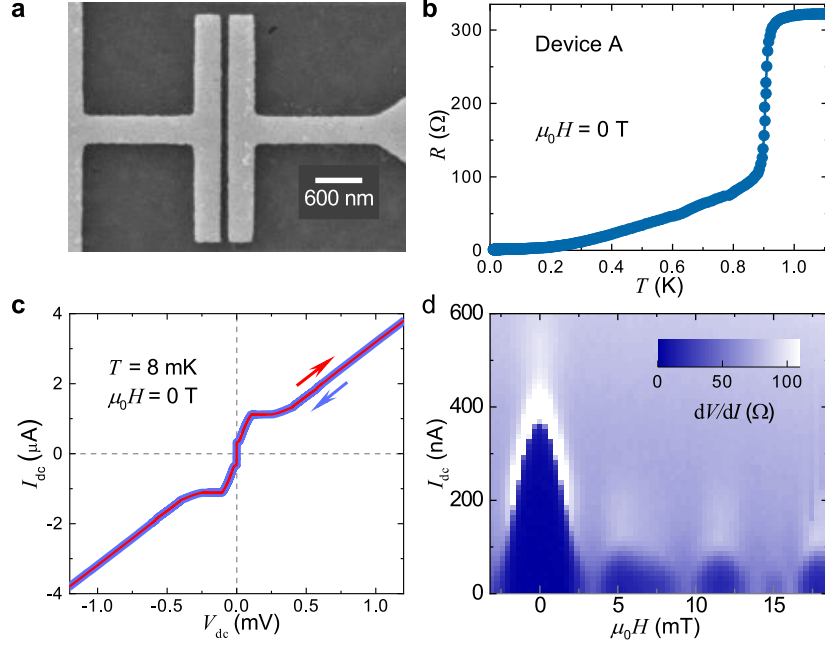 a
600 nm
b
Device A
μ₀H = 0 T
R (Ω)
300
200
100
0
0.0 0.2 0.4 0.6 0.8 1.0
T (K)
c
T = 8 mK
μ₀H = 0 T
I_dc (μA)
4
2
0
-2
-4
-1.0 -0.5 0.0 0.5 1.0
V_dc (mV)
d
I_dc (nA)
600
400
200
0
0 50 100
dV/dI (Ω)
0 5 10 15
μ₀H (mT)